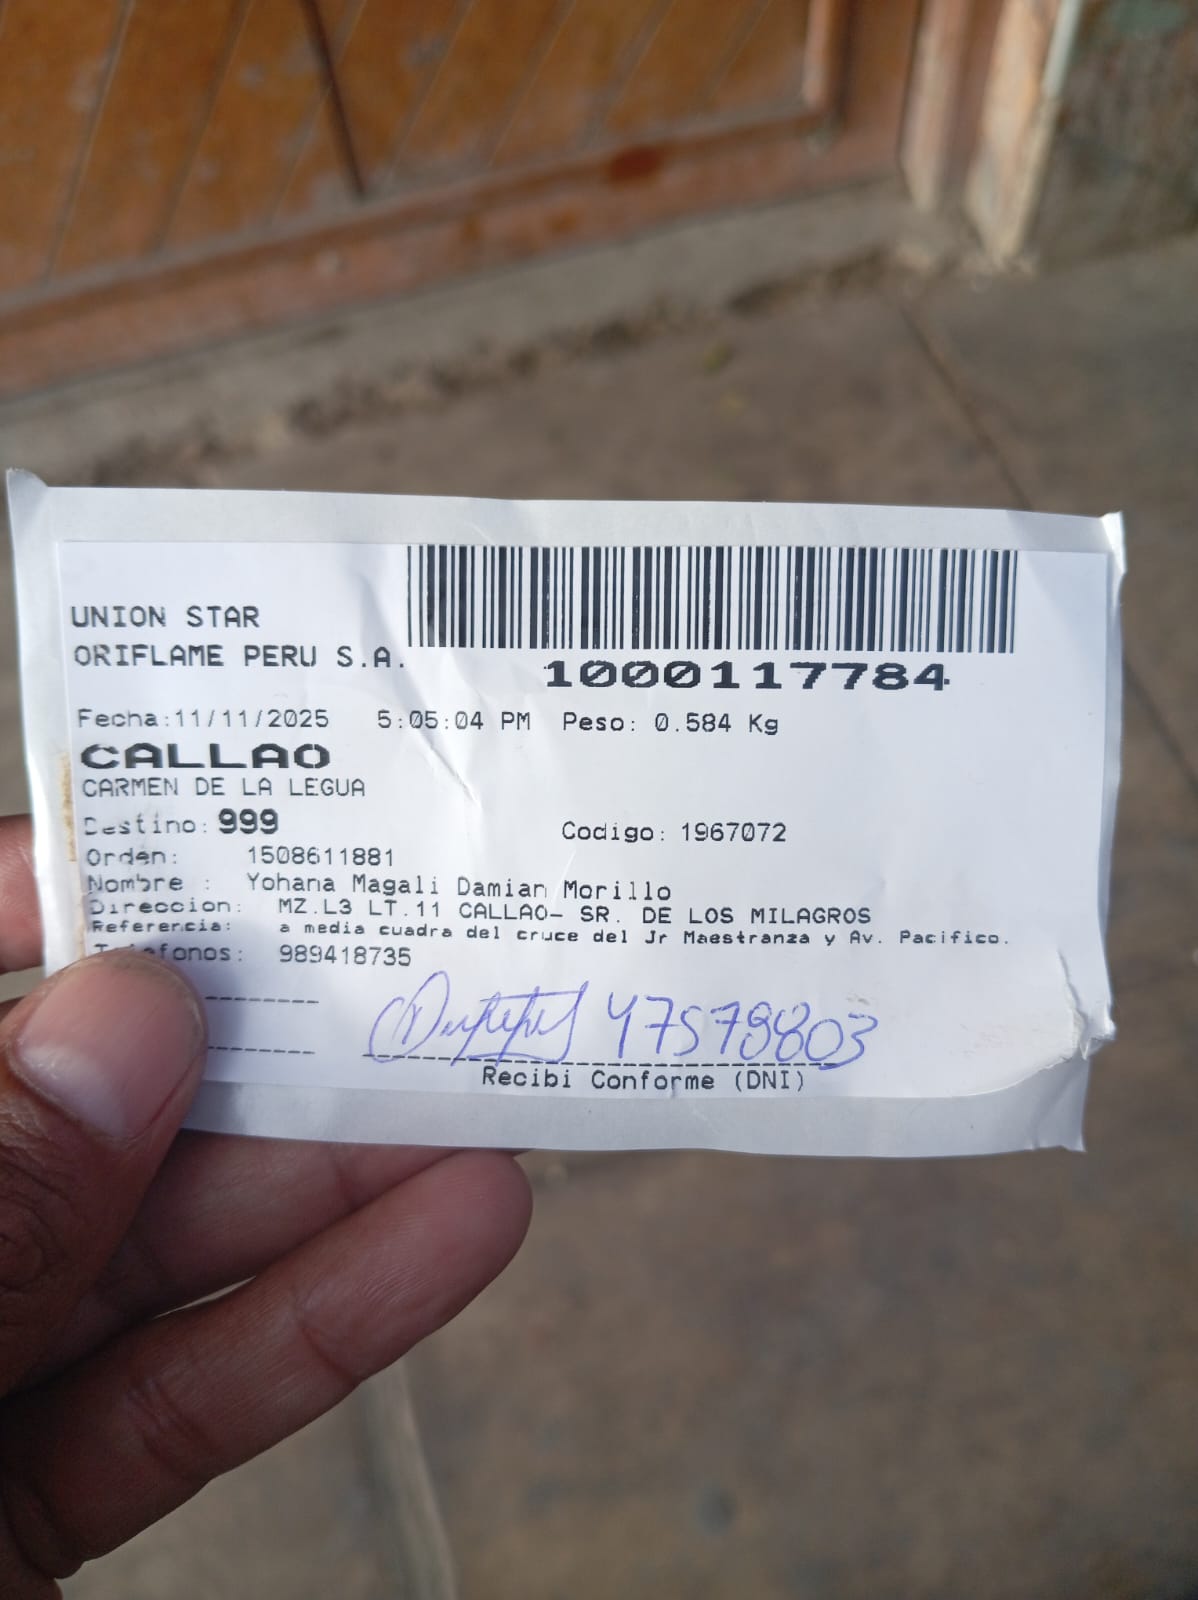 UNION STAR
ORIFLAME PERU S.A.
1000117784
Fecha:11/11/2025 5:05:04 PM Peso: 0.584 Kg
CALLAO
CARMEN DE LA LEGUA
Destino: 999 Codigo: 1967072
Orden: 1508611881
Nombre : Yohana Magali Damian Morillo
Direccion: MZ.L3 LT.11 CALLAO- SR. DE LOS MILAGROS
Referencia: a media cuadra del cruce del Jr Maestranza y Av. Pacifico.
989418735
47579803
Recibi Conforme (DNI)